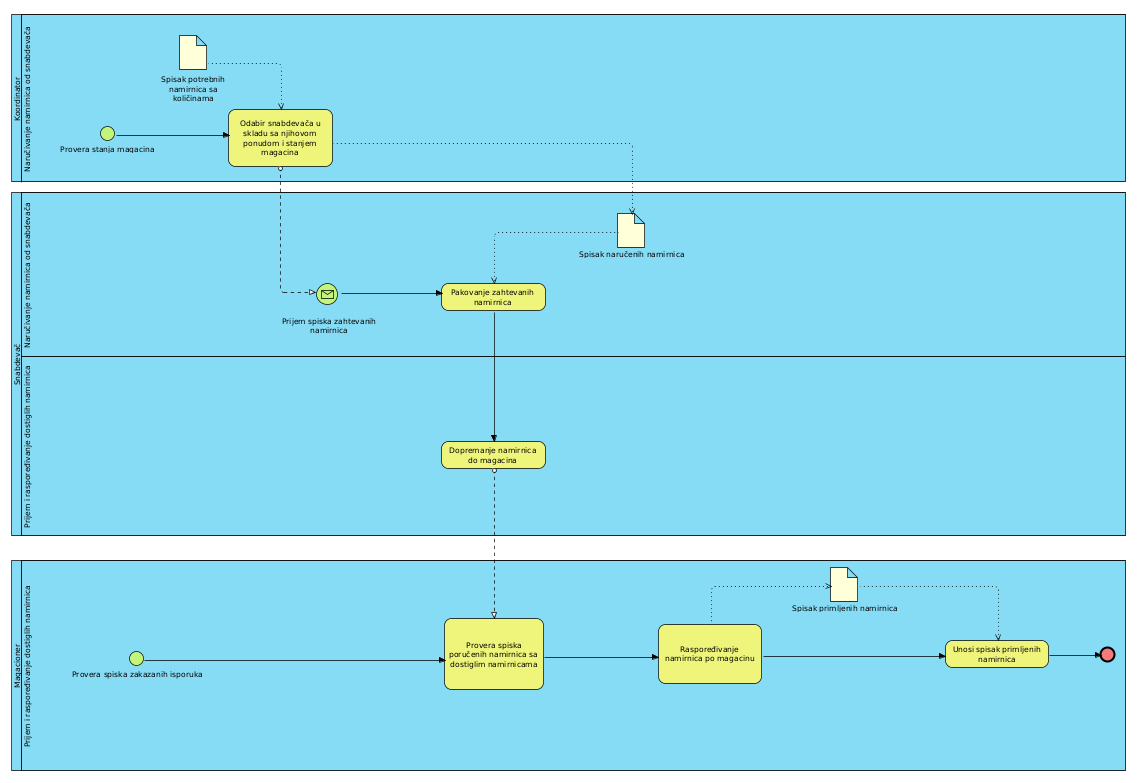 Koordinator
Naručivanje namirnica od snabdevača
Spisak potrebnih
namirnica sa
količinama
Provera stanja magacina
Odabir snabdevača u
skladu sa njihovom
ponudom i stanjem
magacina
Snabdevač
Naručivanje namirnica od snabdevača
Spisak naručenih namirnica
Prijem spiska zahtevanih
namirnica
Pakovanje zahtevanih
namirnica
Prijem i raspoređivanje dostiglih namirnica
Dopremanje namirnica
do magacina
Magacioner
Prijem i raspoređivanje dostiglih namirnica
Provera spiska zakazanih isporuka
Provera spiska
poručenih namirnica sa
dostiglim namirnicama
Raspoređivanje
namirnica po magacinu
Spisak primljenih namirnica
Unosi spisak primljenih
namirnica